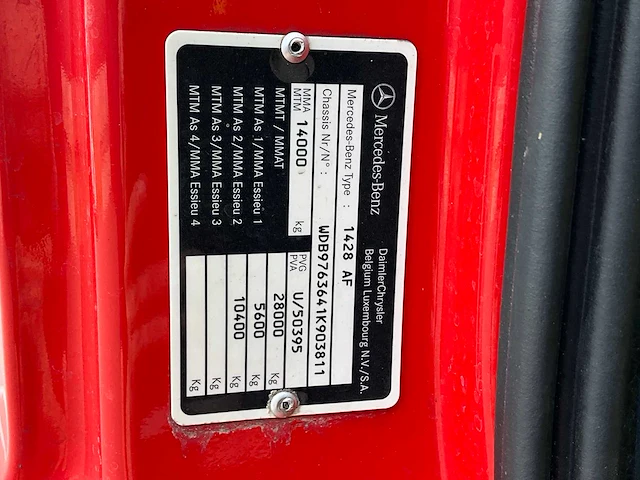 Mercedes-Benz
DaimlerChrysler
Belgium Luxembourg N.V./S.A.
Mercedes-Benz Type : 1428 AF
Chassis Nr/N° : WDB9763641K903811
MMA
MTM 14000 kg PVG
PVA U/50395
MTMT / MMAT 28000 Kg
MTM As 1/MMA Essieu 1 5600 Kg
MTM As 2/MMA Essieu 2 10400 Kg
MTM As 3/MMA Essieu 3 Kg
MTM As 4/MMA Essieu 4 Kg